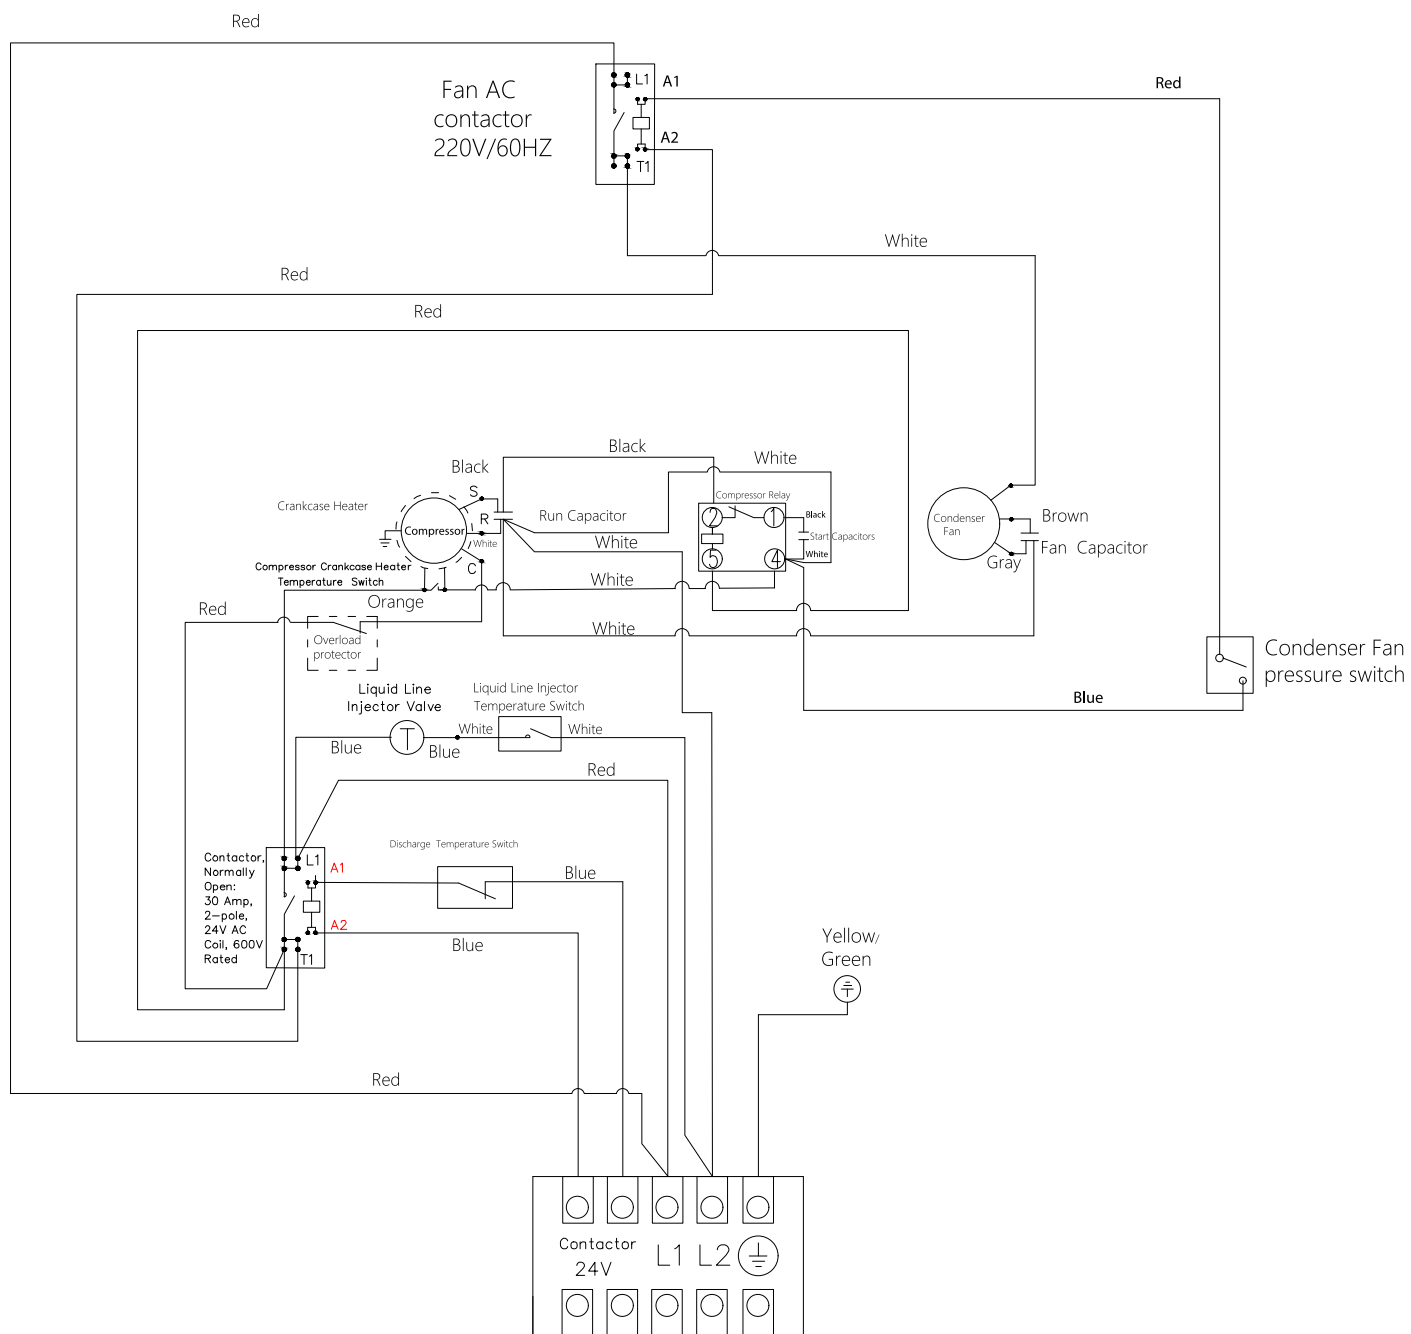 Red
Fan AC
contactor
220V/60HZ
L1
A1
A2
T1
Red
White
Red
Red
Black
White
Black
S
Crankcase Heater
R
Compressor
White
Run Capacitor
White
C
Compressor Relay
2
1
Black
Start Capacitors
White
5
4
Condenser
Fan
Brown
Fan Capacitor
Gray
Compressor Crankcase Heater
Temperature Switch
Orange
White
Red
Overload
protector
White
Condenser Fan
pressure switch
Blue
Liquid Line
Injector Valve
Liquid Line Injector
Temperature Switch
T
White
White
Blue
Blue
Red
Contactor,
Normally
Open:
30 Amp,
2-pole,
24V AC
Coil, 600V
Rated
L1
A1
A2
T1
Discharge Temperature Switch
Blue
Blue
Yellow/
Green
Red
Contactor
24V
L1
L2